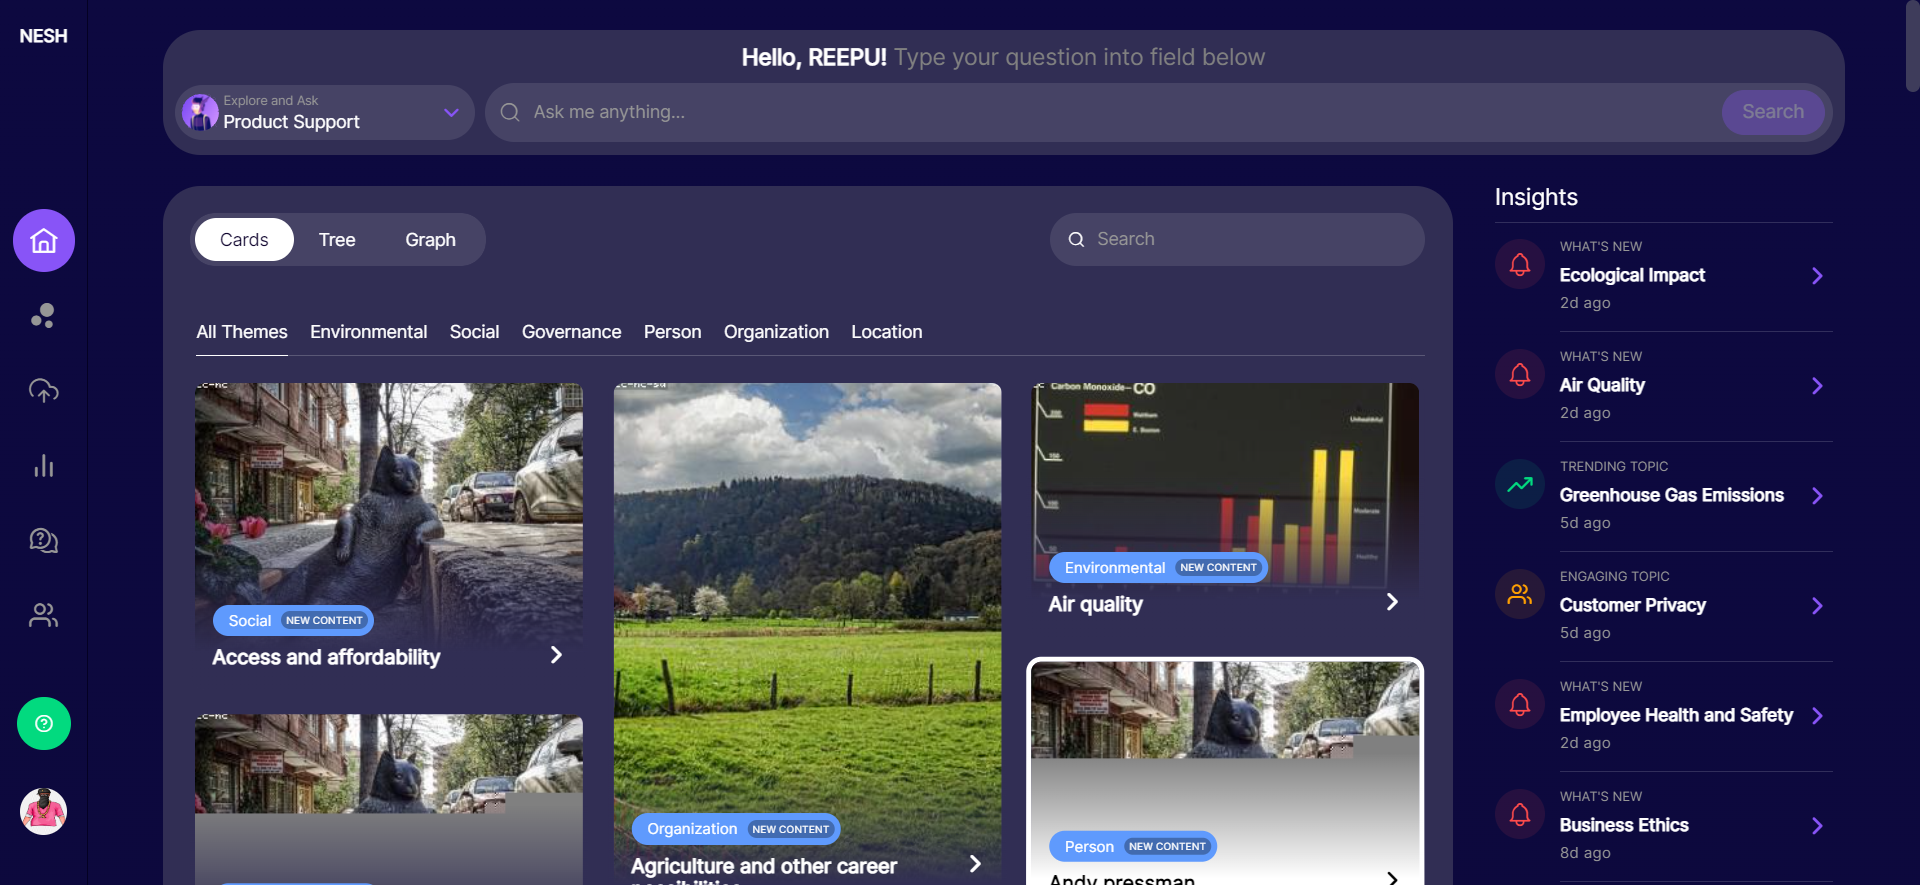 NESH
Hello, REEPU! Type your question into field below
Explore and Ask
Product Support
Ask me anything...
Search
Cards
Tree
Graph
Search
All Themes
Environmental
Social
Governance
Person
Organization
Location
Social NEW CONTENT
Access and affordability
Organization NEW CONTENT
Agriculture and other career
Carbon Monoxide— CO
Unhealthful
Moderate
Healthy
Environmental NEW CONTENT
Air quality
Person NEW CONTENT
Andy pressman
Insights
WHAT'S NEW
Ecological Impact
2d ago
WHAT'S NEW
Air Quality
2d ago
TRENDING TOPIC
Greenhouse Gas Emissions
5d ago
ENGAGING TOPIC
Customer Privacy
5d ago
WHAT'S NEW
Employee Health and Safety
2d ago
WHAT'S NEW
Business Ethics
8d ago